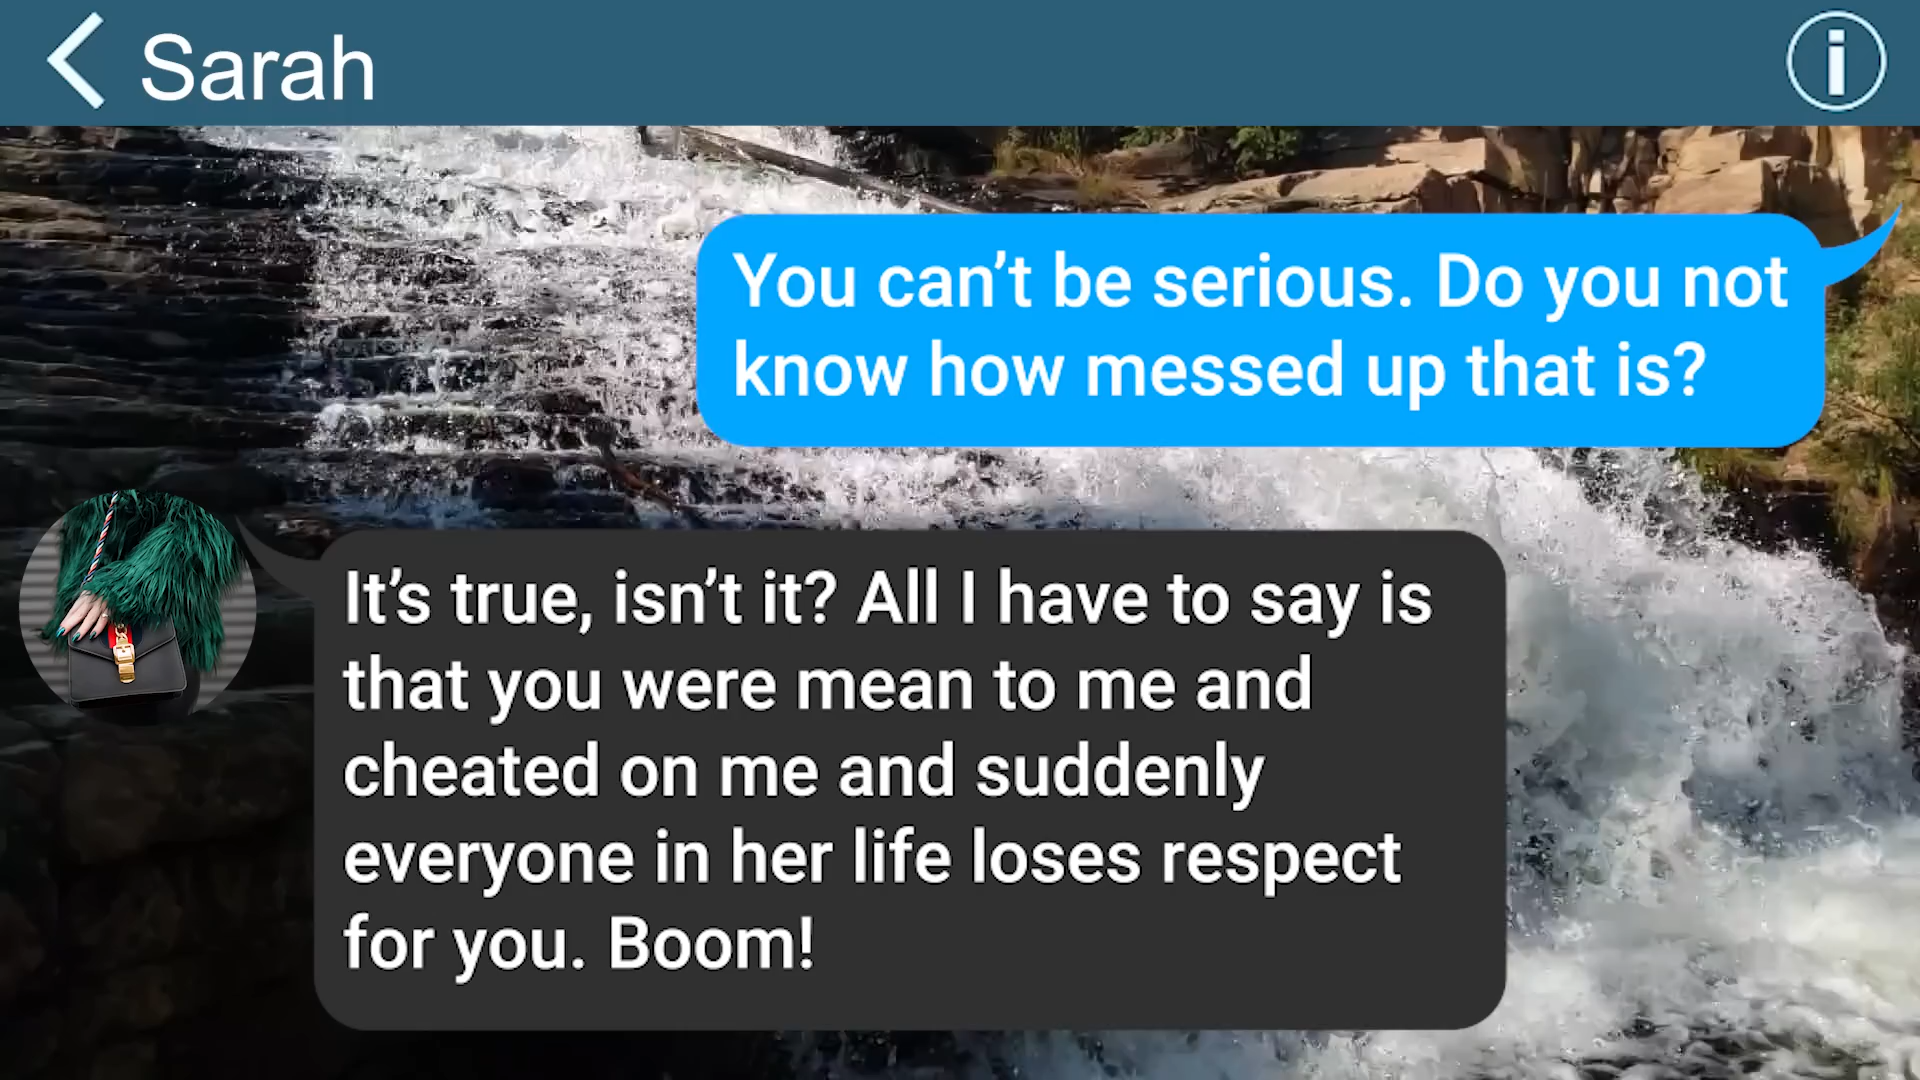 Sarah
You can’t be serious. Do you not
know how messed up that is?
It’s true, isn’t it? All I have to say is
that you were mean to me and
cheated on me and suddenly
everyone in her life loses respect
for you. Boom!